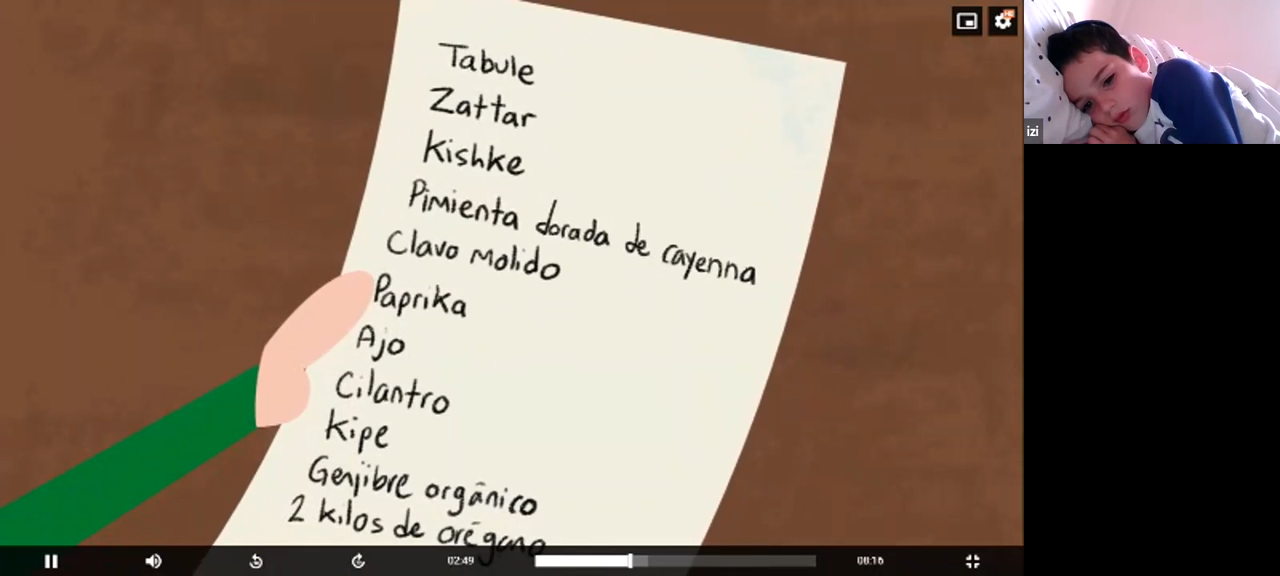 Tabule
Zattar
Kishke
Pimienta dorada de cayenna
Clavo Molido
Paprika
Ajo
Cilantro
Kipe
Genjibre orgánico
2 kilos de orégano
02:49
08:16
izi